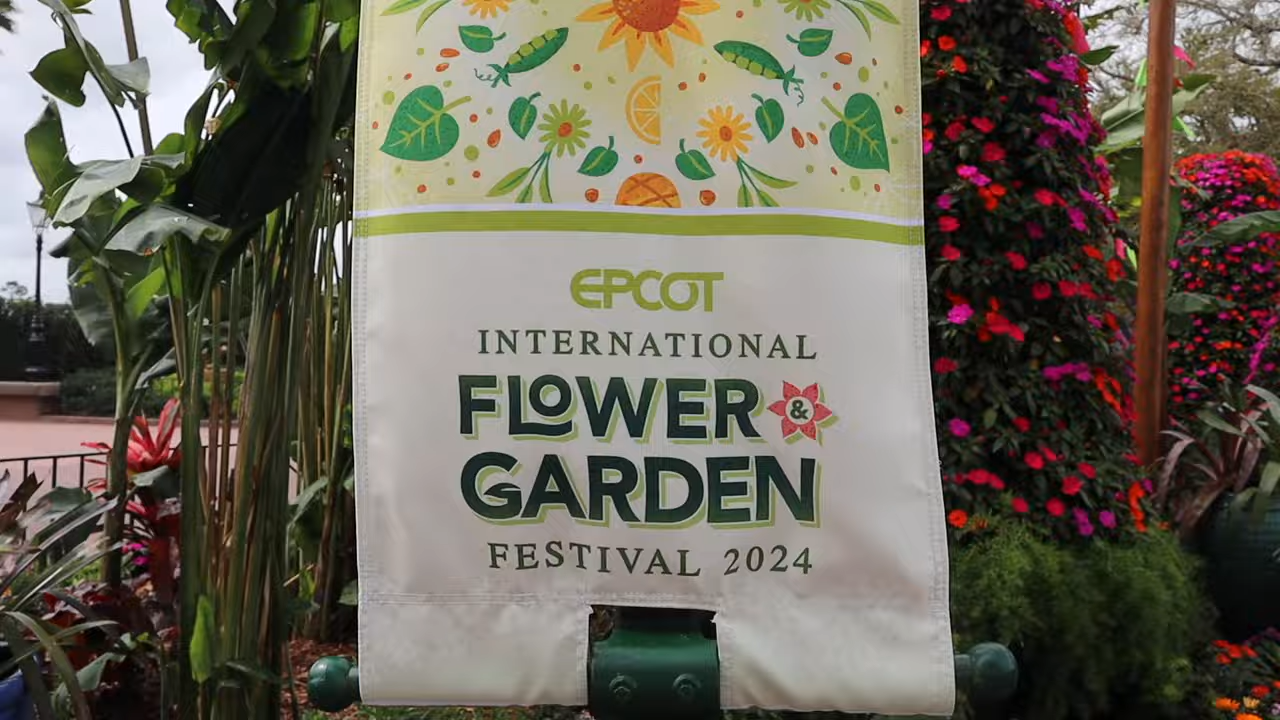 EPCOT
INTERNATIONAL
FLOWER &
GARDEN
FESTIVAL 2024